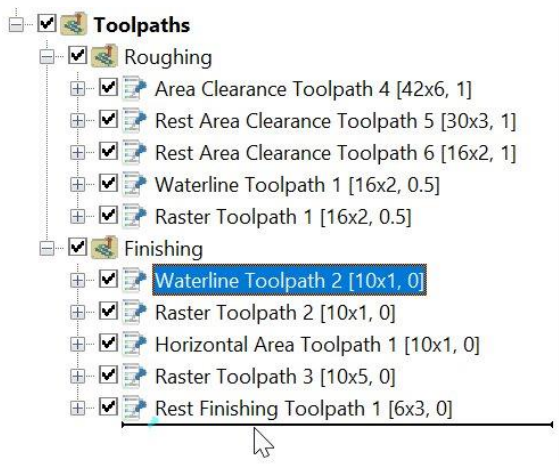 Toolpaths
Roughing
Area Clearance Toolpath 4 [42x6, 1]
Rest Area Clearance Toolpath 5 [30x3, 1]
Rest Area Clearance Toolpath 6 [16x2, 1]
Waterline Toolpath 1 [16x2, 0.5]
Raster Toolpath 1 [16x2, 0.5]
Finishing
Waterline Toolpath 2 [10x1, 0]
Raster Toolpath 2 [10x1, 0]
Horizontal Area Toolpath 1 [10x1, 0]
Raster Toolpath 3 [10x5, 0]
Rest Finishing Toolpath 1 [6x3, 0]